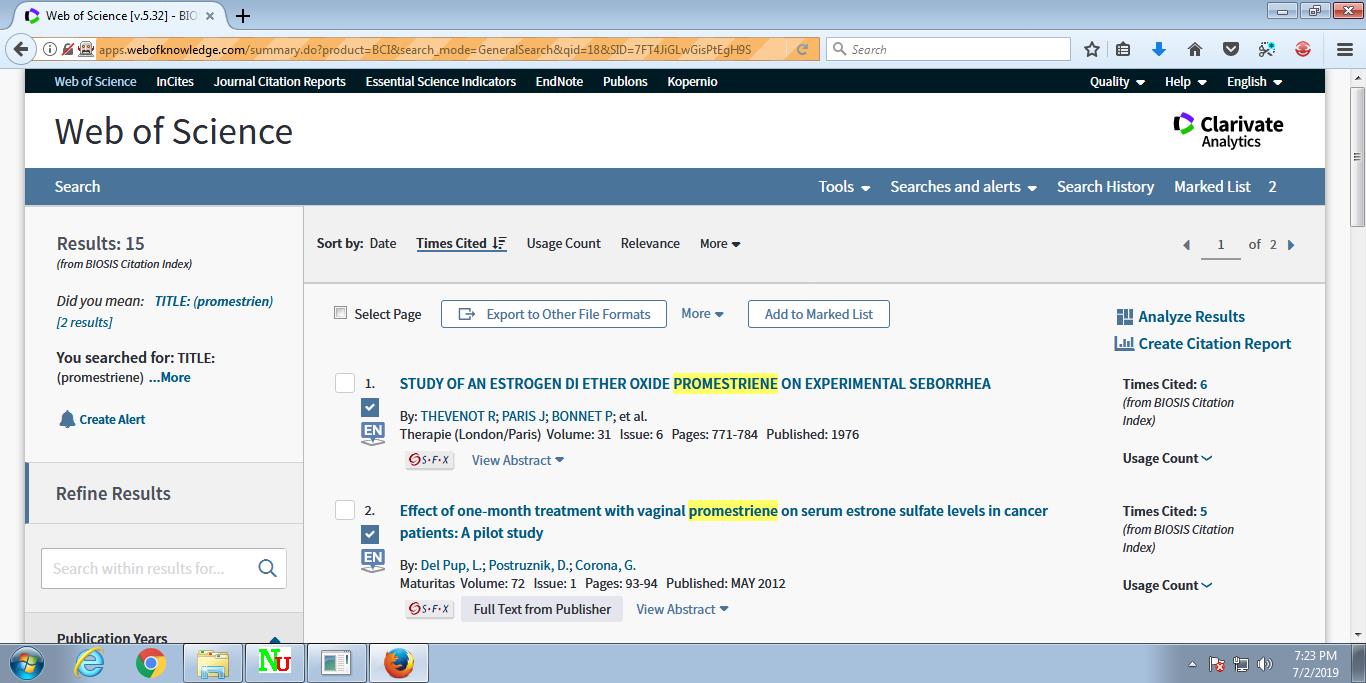 Web of Science [v.5.32] - BIO
apps.webofknowledge.com/summary.do?product=BCI&search_mode=GeneralSearch&qid=18&SID=7FT4JiGLwGisPtEgH9S
Search
Web of Science InCites Journal Citation Reports Essential Science Indicators EndNote Publons Kopernio Quality Help English
Web of Science
Clarivate
Analytics
Search Tools Searches and alerts Search History Marked List 2
Results: 15
(from BIOSIS Citation Index)
Did you mean: TITLE: (promestrien)
[2 results]
You searched for: TITLE:
(promestriene) ...More
Create Alert
Refine Results
Search within results for...
Publication Years
Sort by: Date Times Cited Usage Count Relevance More
1 of 2
Select Page Export to Other File Formats More Add to Marked List
Analyze Results
Create Citation Report
1. STUDY OF AN ESTROGEN DI ETHER OXIDE PROMESTRIENE ON EXPERIMENTAL SEBORRHEA
By: THEVENOT R; PARIS J; BONNET P; et al.
EN
Therapie (London/Paris) Volume: 31 Issue: 6 Pages: 771-784 Published: 1976
S·F·X View Abstract
Times Cited: 6
(from BIOSIS Citation
Index)
Usage Count
2. Effect of one-month treatment with vaginal promestriene on serum estrone sulfate levels in cancer
patients: A pilot study
EN
By: Del Pup, L.; Postruznik, D.; Corona, G.
Maturitas Volume: 72 Issue: 1 Pages: 93-94 Published: MAY 2012
S·F·X Full Text from Publisher View Abstract
Times Cited: 5
(from BIOSIS Citation
Index)
Usage Count
NU
7:23 PM
7/2/2019